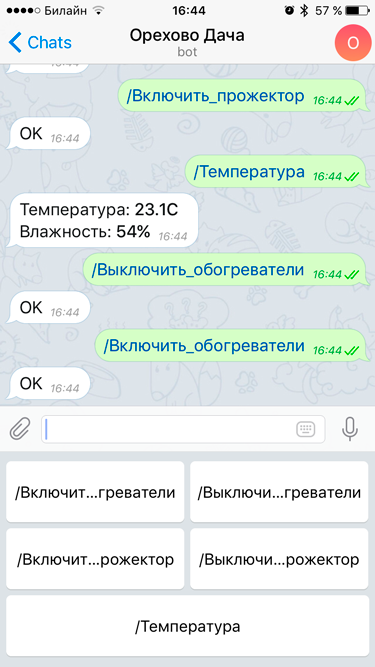 Билайн 16:44 57 %
Chats Орехово Дача О
bot
16:44
/Включить_прожектор 16:44
OK 16:44
/Температура 16:44
Температура: 23.1C
Влажность: 54% 16:44
/Выключить_обогреватели 16:44
OK 16:44
/Включить_обогреватели 16:44
OK 16:44
/Включит...греватели /Выключи...греватели
/Включит...рожектор /Выключи...рожектор
/Температура